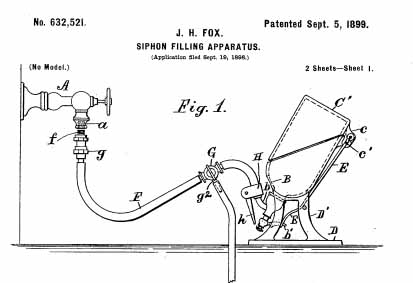 No. 632,521.
Patented Sept. 5, 1899.
J. H. FOX.
SIPHON FILLING APPARATUS.
(Application filed Sept. 19, 1898.)
(No Model.)
2 Sheets—Sheet 1.
Fig. 1.
A
a
f
g
F
G
g²
H
h
B
b
b'
C'
c
c'
E
E'
D'
D